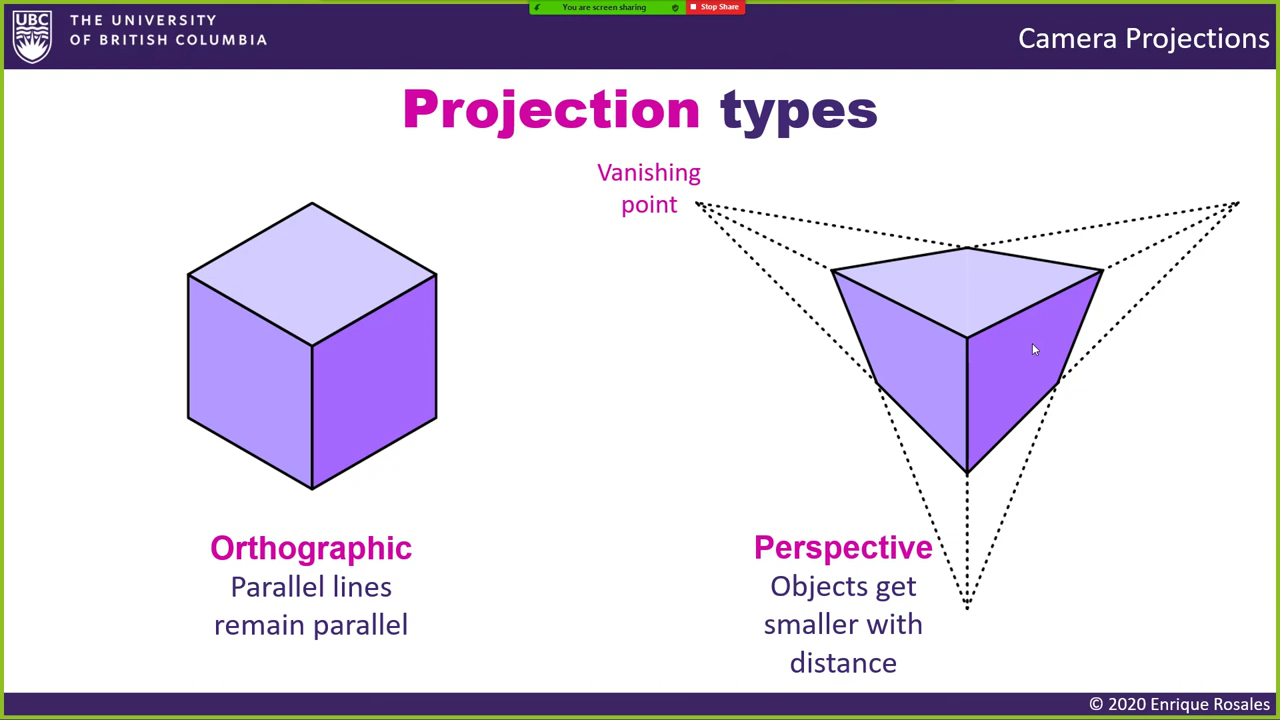 You are screen sharing
Stop Share
UBC
THE UNIVERSITY
OF BRITISH COLUMBIA
Camera Projections
Projection types
Vanishing
point
Orthographic
Parallel lines
remain parallel
Perspective
Objects get
smaller with
distance
© 2020 Enrique Rosales